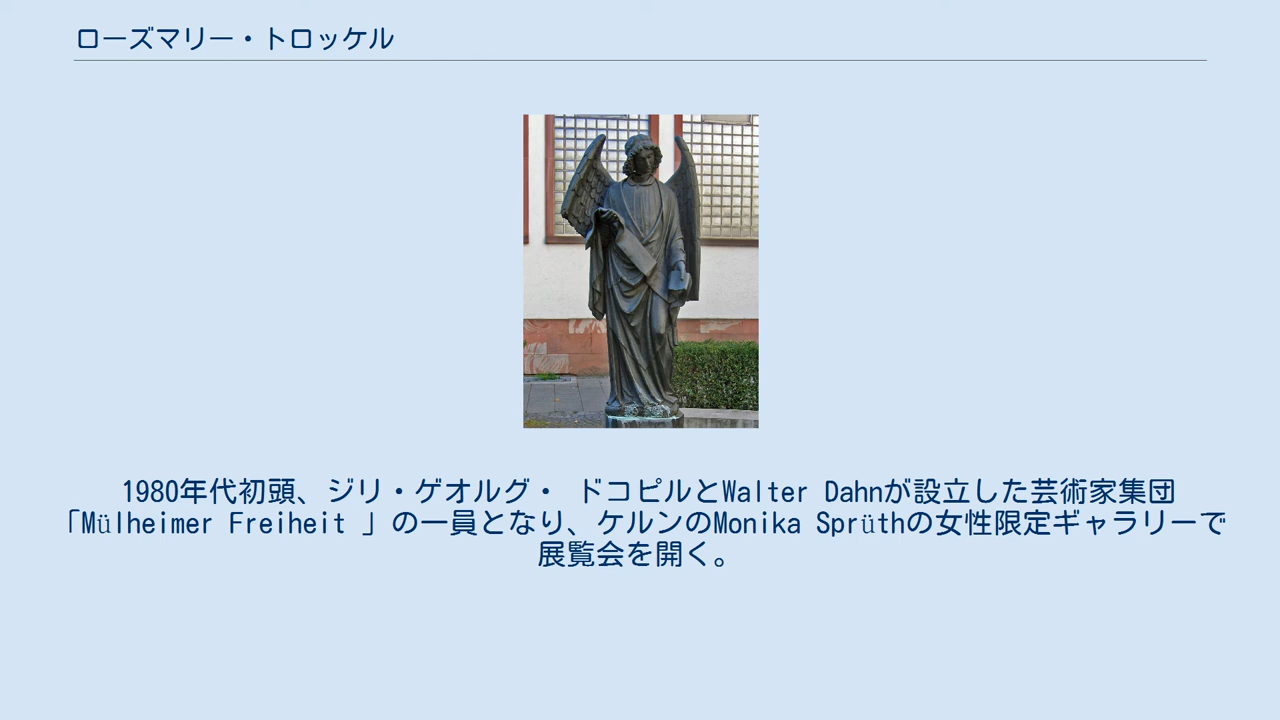 ローズマリー・トロッケル
1980年代初頭、ジリ・ゲオルグ・ ドコピルとWalter Dahnが設立した芸術家集団
「Mülheimer Freiheit 」の一員となり、ケルンのMonika Sprüthの女性限定ギャラリーで
展覧会を開く。